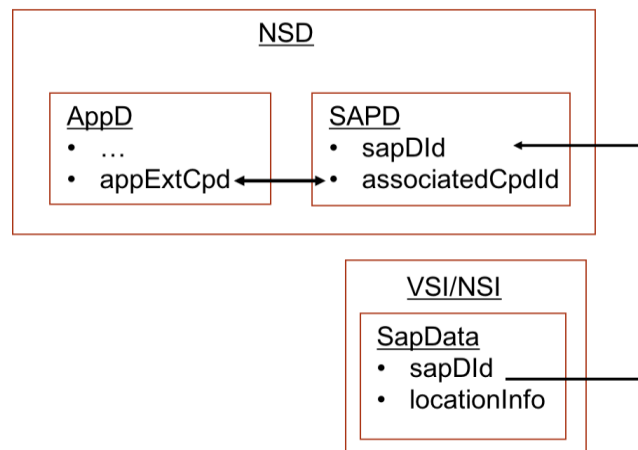 NSD
AppD
• …
• appExtCpd
SAPD
• sapDId
• associatedCpdId
VSI/NSI
SapData
• sapDId
• locationInfo